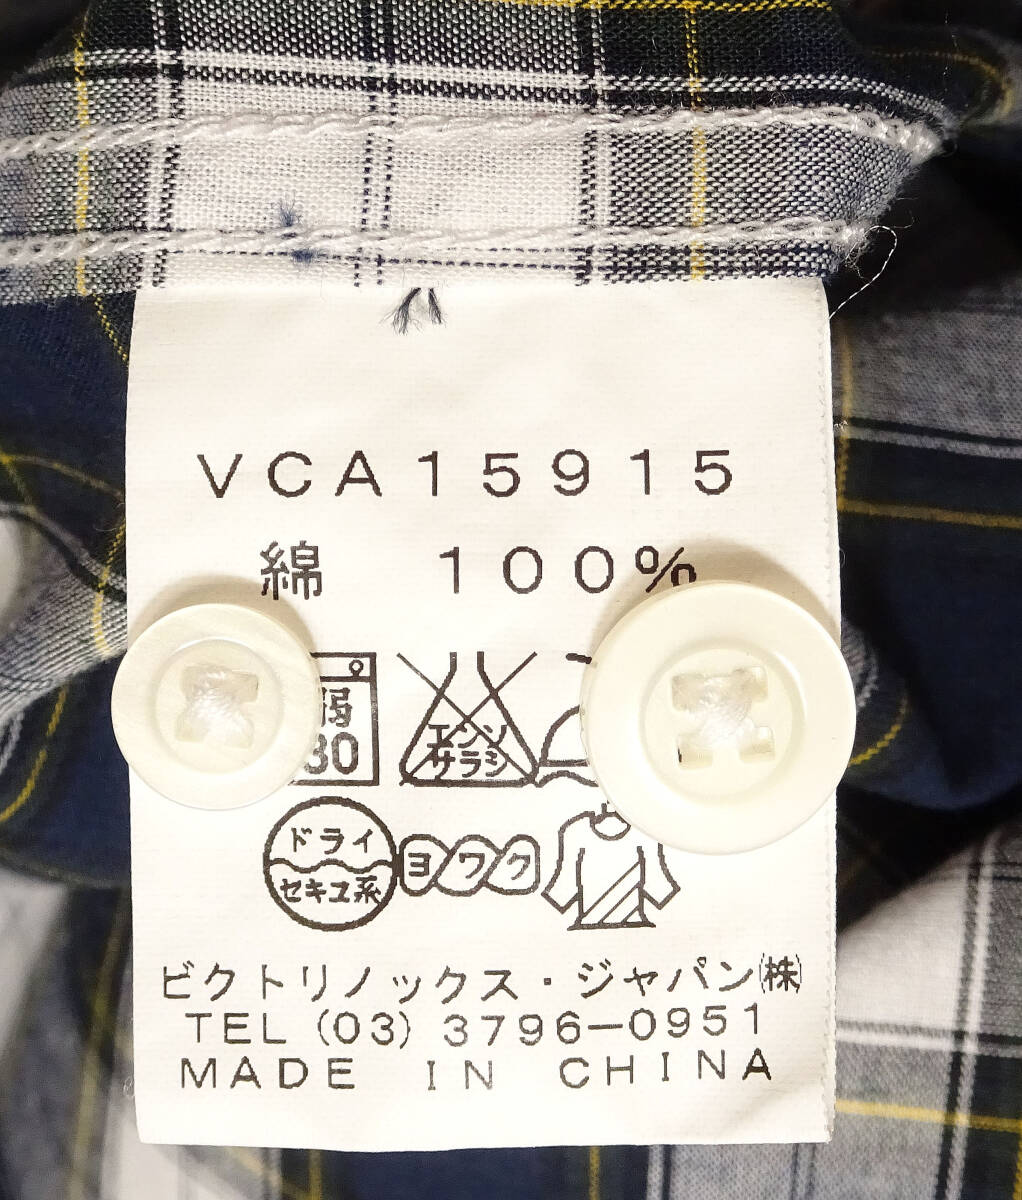 VCA15915
綿 100%
弱
30
エンソ
サラシ
ドライ
セキユ系
ヨワク
ビクトリノックス・ジャパン(株)
TEL (03) 3796-0951
MADE IN CHINA